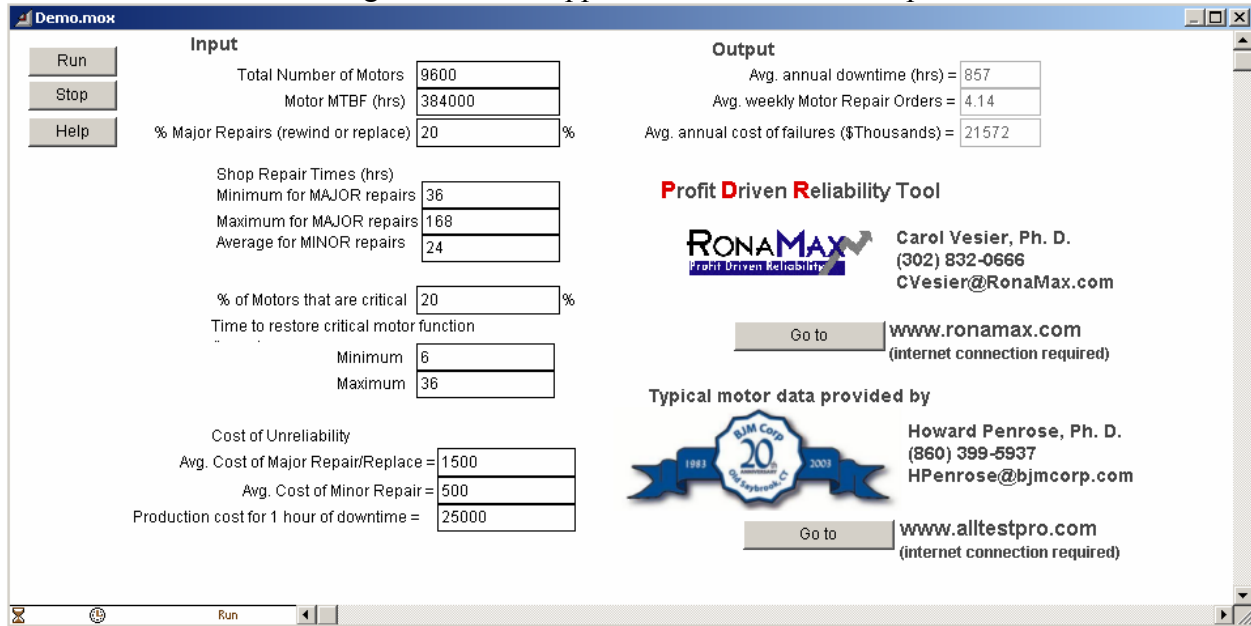 Demo.mox
Run
Stop
Help
Input
Total Number of Motors 9600
Motor MTBF (hrs) 384000
% Major Repairs (rewind or replace) 20 %
Shop Repair Times (hrs)
Minimum for MAJOR repairs 36
Maximum for MAJOR repairs 168
Average for MINOR repairs 24
% of Motors that are critical 20 %
Time to restore critical motor function
Minimum 6
Maximum 36
Cost of Unreliability
Avg. Cost of Major Repair/Replace = 1500
Avg. Cost of Minor Repair = 500
Production cost for 1 hour of downtime = 25000
Output
Avg. annual downtime (hrs) = 857
Avg. weekly Motor Repair Orders = 4.14
Avg. annual cost of failures ($Thousands) = 21572
Profit Driven Reliability Tool
RONAMAX
Profit Driven Reliability
Carol Vesier, Ph. D.
(302) 832-0666
CVesier@RonaMax.com
Go to www.ronamax.com
(internet connection required)
Typical motor data provided by
BJM Corp
1983 20th 2003
ANNIVERSARY
Old Saybrook, CT
Howard Penrose, Ph. D.
(860) 399-5937
HPenrose@bjmcorp.com
Go to www.alltestpro.com
(internet connection required)
Run